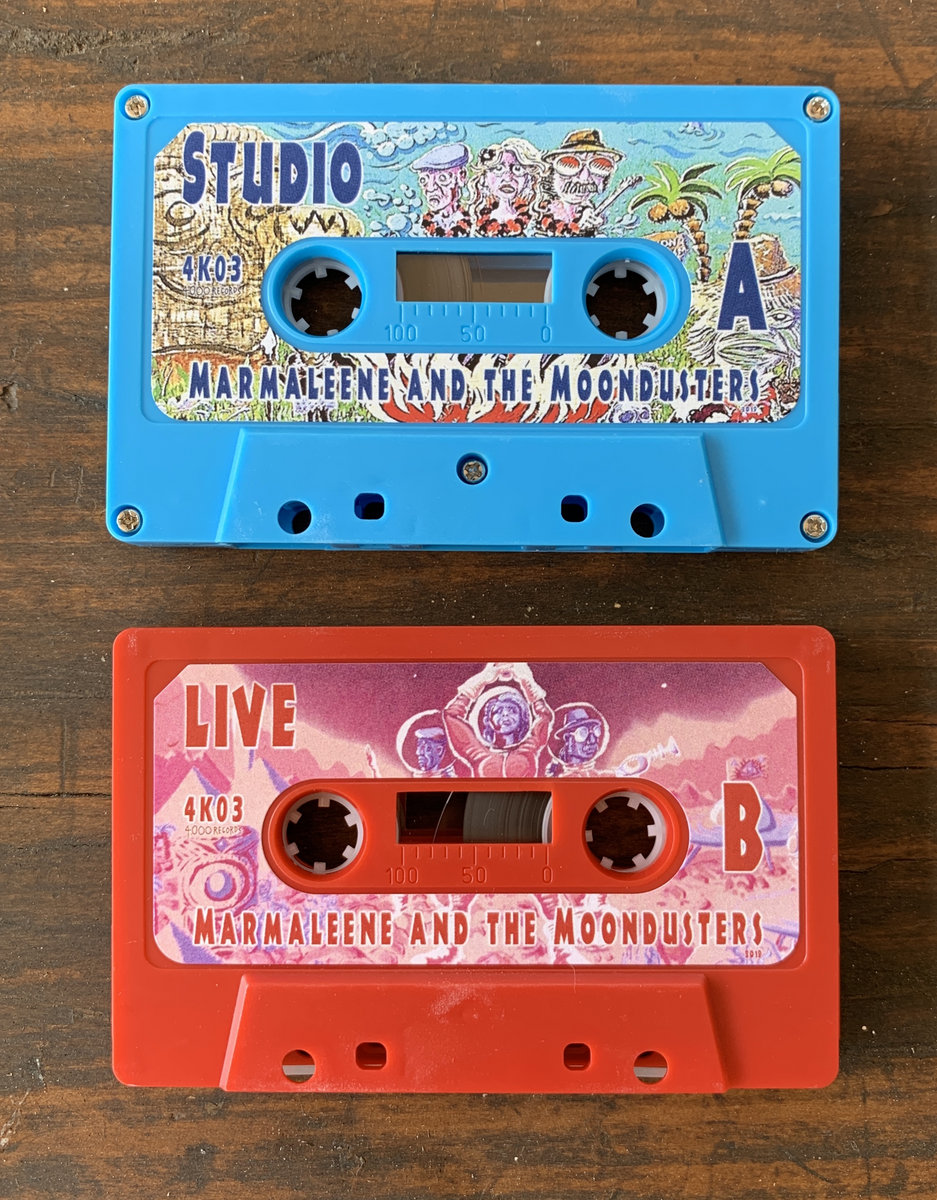 STUDIO
4K03
4000 RECORDS
A
100 50 0
MARMALEENE AND THE MOONDUSTERS
LIVE
4K03
4000 RECORDS
B
100 50 0
MARMALEENE AND THE MOONDUSTERS